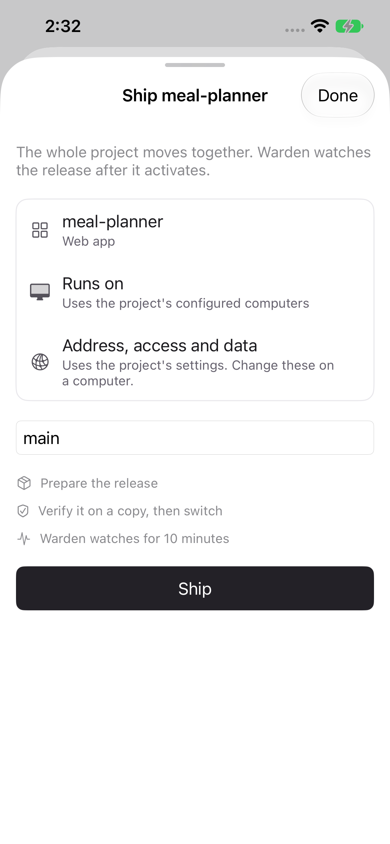 2:32
Ship meal-planner
Done
The whole project moves together. Warden watches
the release after it activates.
meal-planner
Web app
Runs on
Uses the project's configured computers
Address, access and data
Uses the project's settings. Change these on
a computer.
main
Prepare the release
Verify it on a copy, then switch
Warden watches for 10 minutes
Ship